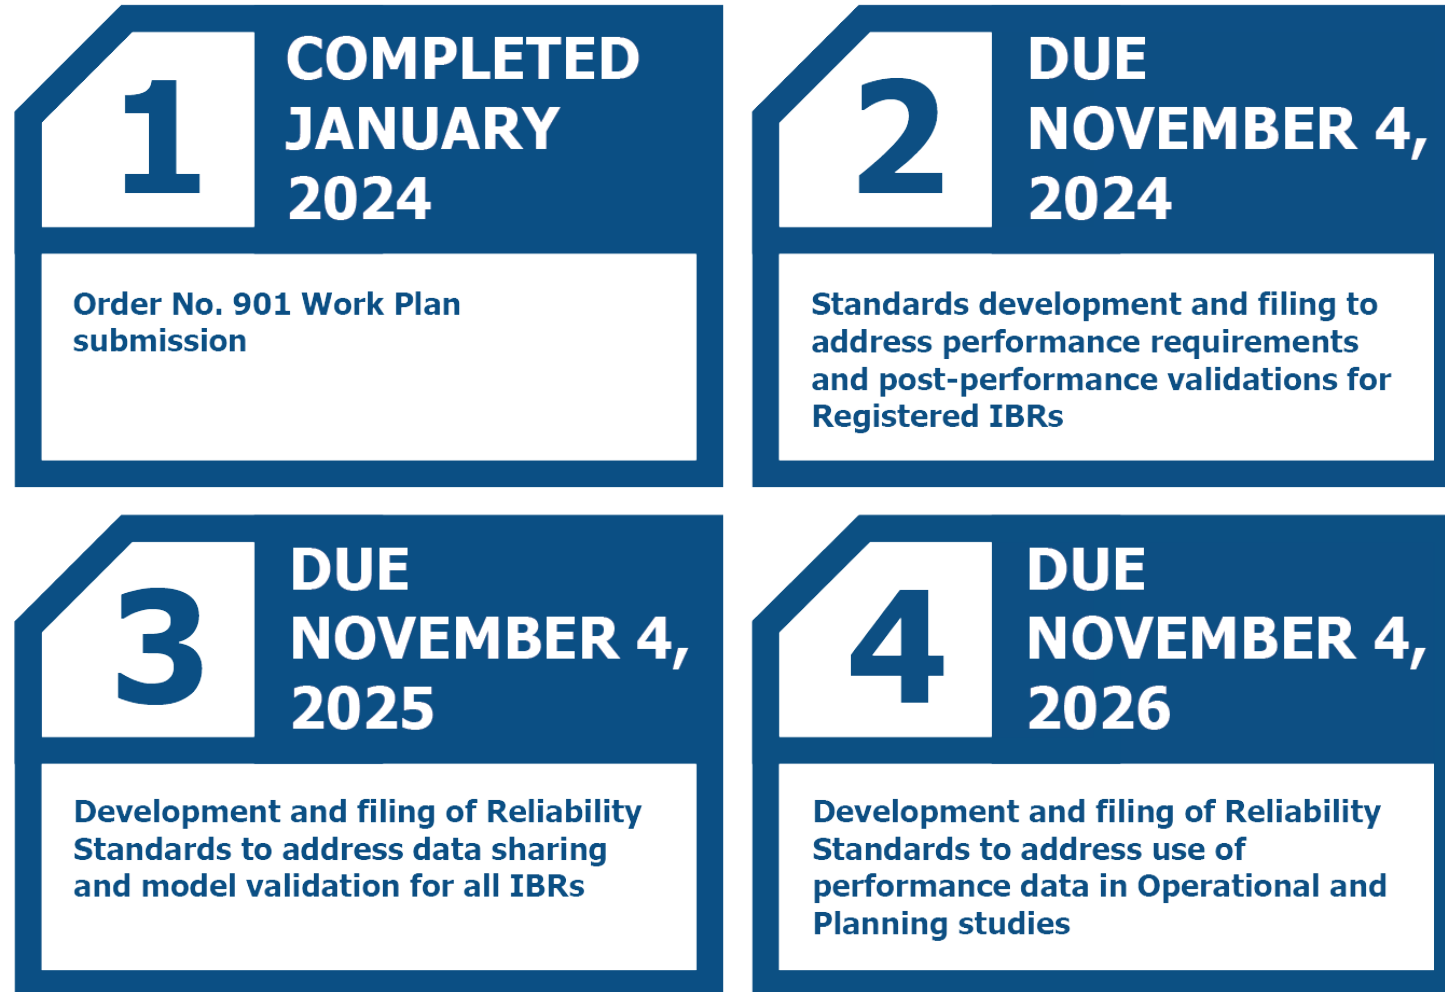 1
COMPLETED
JANUARY
2024
Order No. 901 Work Plan
submission
2
DUE
NOVEMBER 4,
2024
Standards development and filing to
address performance requirements
and post-performance validations for
Registered IBRs
3
DUE
NOVEMBER 4,
2025
Development and filing of Reliability
Standards to address data sharing
and model validation for all IBRs
4
DUE
NOVEMBER 4,
2026
Development and filing of Reliability
Standards to address use of
performance data in Operational and
Planning studies